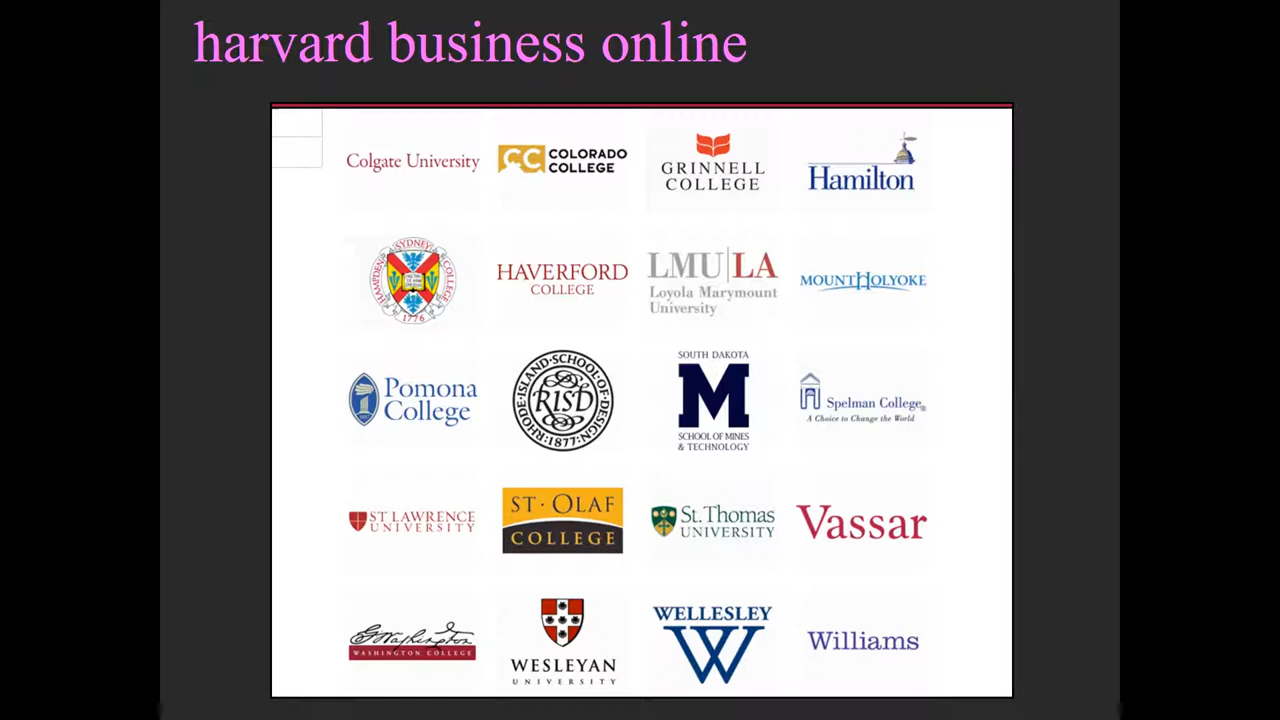 harvard business online
Colgate University
CC COLORADO
COLLEGE
GRINNELL
COLLEGE
Hamilton
HAMPDEN SYDNEY COLLEGE
1776
HAVERFORD
COLLEGE
LMU|LA
Loyola Marymount
University
MOUNT HOLYOKE
Pomona
College
RHODE·ISLAND·SCHOOL·OF·DESIGN
RISD
·1877·
SOUTH DAKOTA
M
SCHOOL OF MINES
& TECHNOLOGY
Spelman College®
A Choice to Change the World
ST LAWRENCE
UNIVERSITY
ST·OLAF
COLLEGE
St. Thomas
UNIVERSITY
Vassar
GWashington
WASHINGTON COLLEGE
WESLEYAN
UNIVERSITY
WELLESLEY
W
Williams